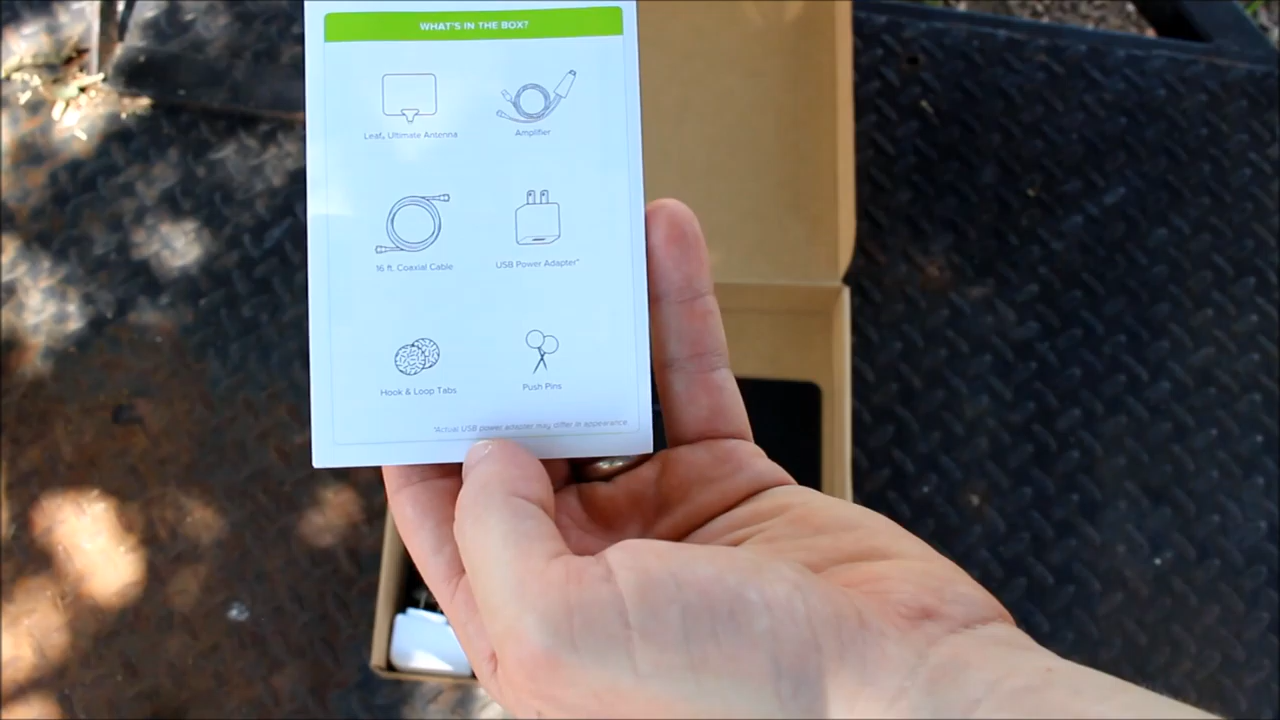 WHAT'S IN THE BOX?
Leaf® Ultimate Antenna
Amplifier
16 ft. Coaxial Cable
USB Power Adapter*
Hook & Loop Tabs
Push Pins
*Actual USB power adapter may differ in appearance